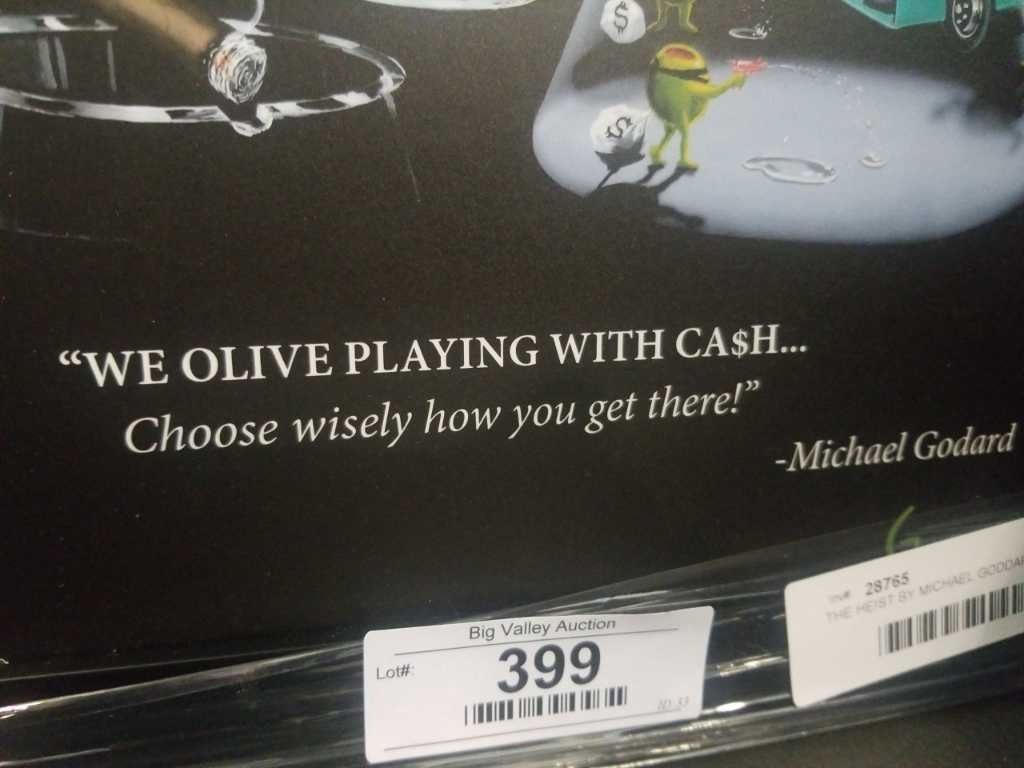 $
$
“WE OLIVE PLAYING WITH CA$H...
Choose wisely how you get there!”
-Michael Godard
Big Valley Auction
Lot#:
399
28765
THE HEIST BY MICHAEL GODDAR